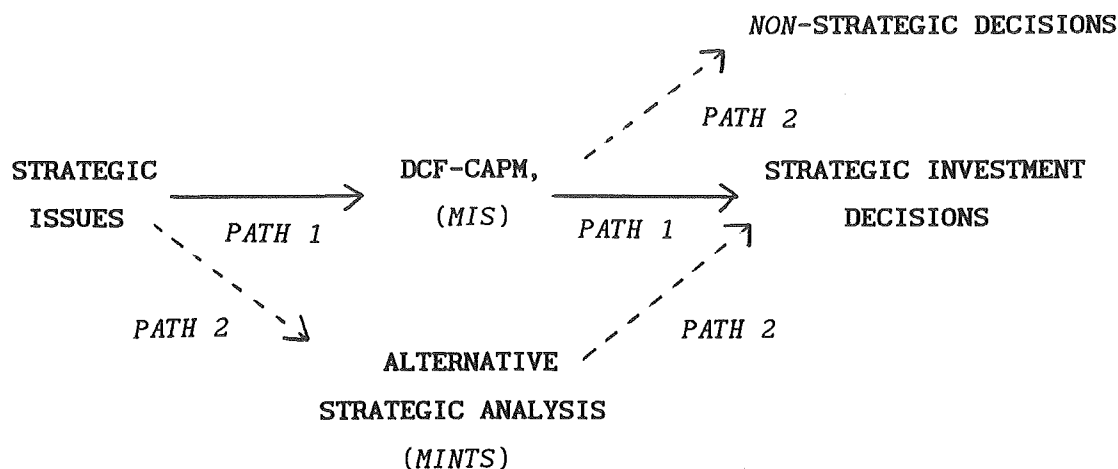 NON-STRATEGIC DECISIONS
PATH 2
STRATEGIC
ISSUES
DCF-CAPM,
(MIS)
STRATEGIC INVESTMENT
DECISIONS
PATH 1
PATH 1
PATH 2
PATH 2
ALTERNATIVE
STRATEGIC ANALYSIS
(MINTS)